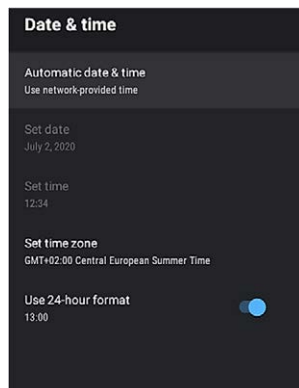 Date & time
Automatic date & time
Use network-provided time
Set date
July 2, 2020
Set time
12:34
Set time zone
GMT+02:00 Central European Summer Time
Use 24-hour format
13:00